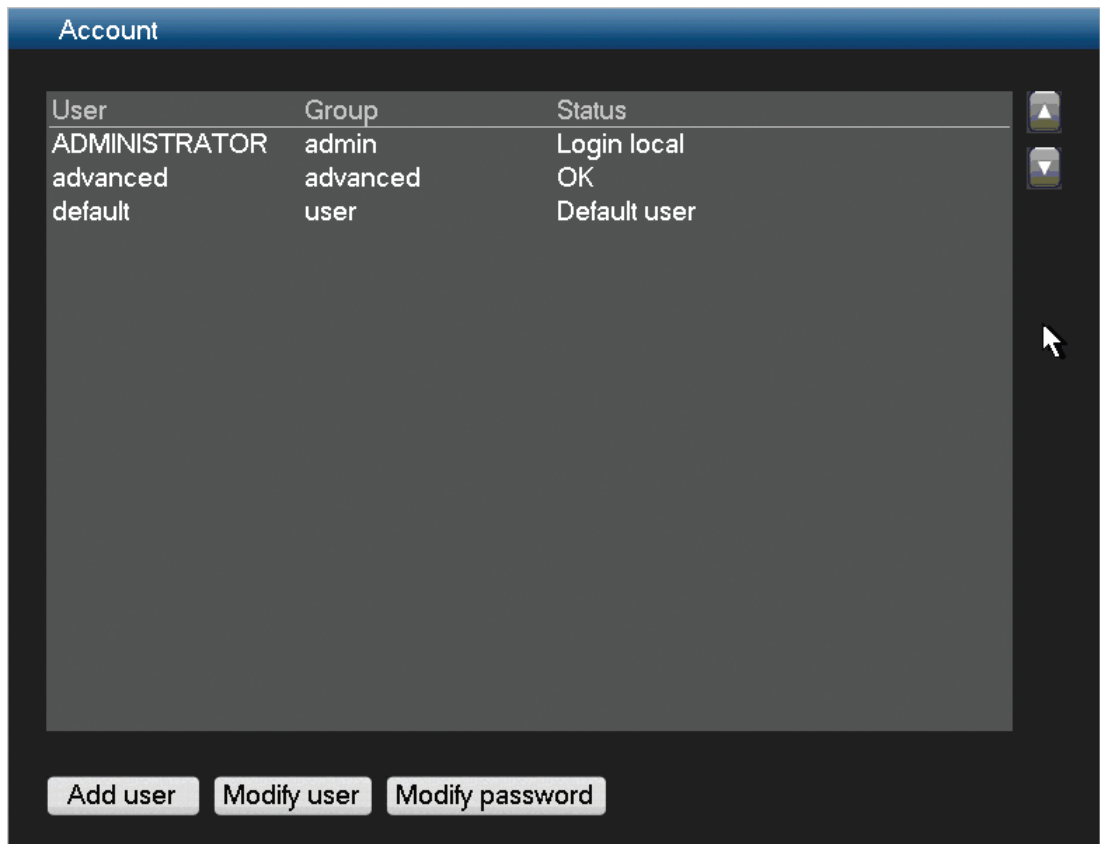 Account
User Group Status
ADMINISTRATOR admin Login local
advanced advanced OK
default user Default user
Add user Modify user Modify password